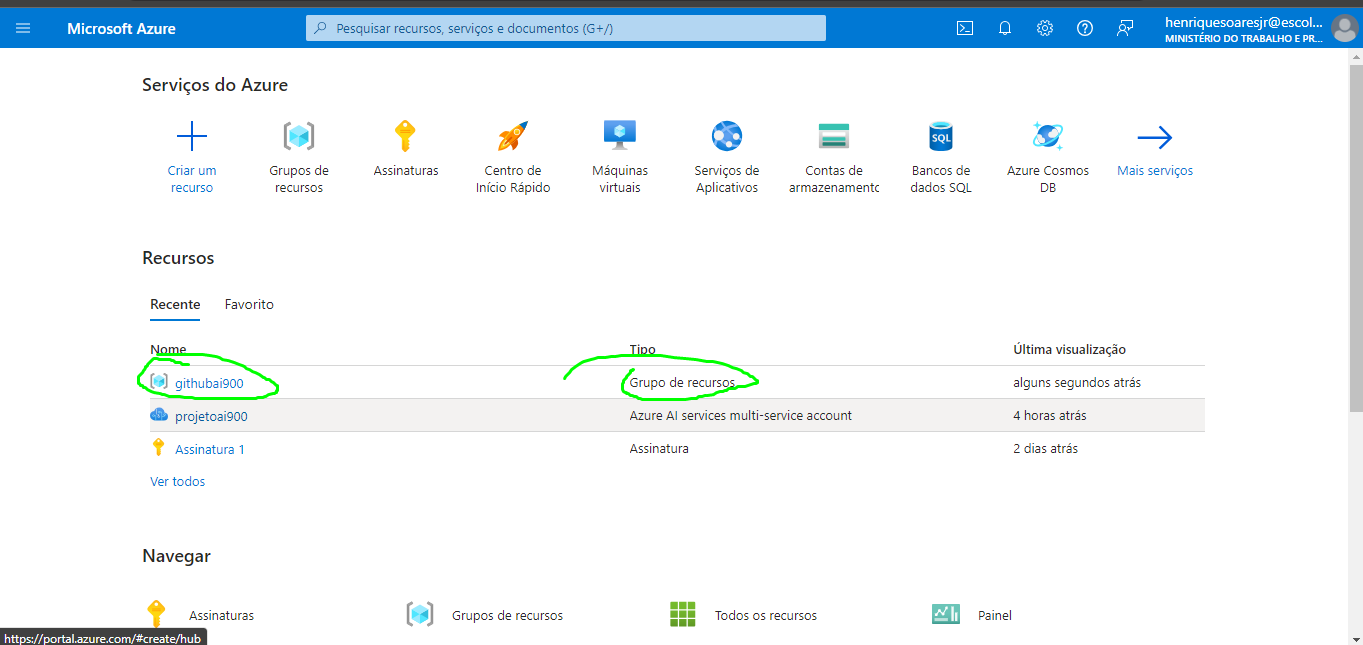 Microsoft Azure
Pesquisar recursos, serviços e documentos (G+/)
henriquesoaresjr@escol...
MINISTÉRIO DO TRABALHO E PR...
Serviços do Azure
Criar um recurso
Grupos de recursos
Assinaturas
Centro de Início Rápido
Máquinas virtuais
Serviços de Aplicativos
Contas de armazenamento
Bancos de dados SQL
SQL
Azure Cosmos DB
Mais serviços
Recursos
Recente Favorito
Nome Tipo Última visualização
githubai900 Grupo de recursos alguns segundos atrás
projetoai900 Azure AI services multi-service account 4 horas atrás
Assinatura 1 Assinatura 2 dias atrás
Ver todos
Navegar
Assinaturas Grupos de recursos Todos os recursos Painel
https://portal.azure.com/#create/hub